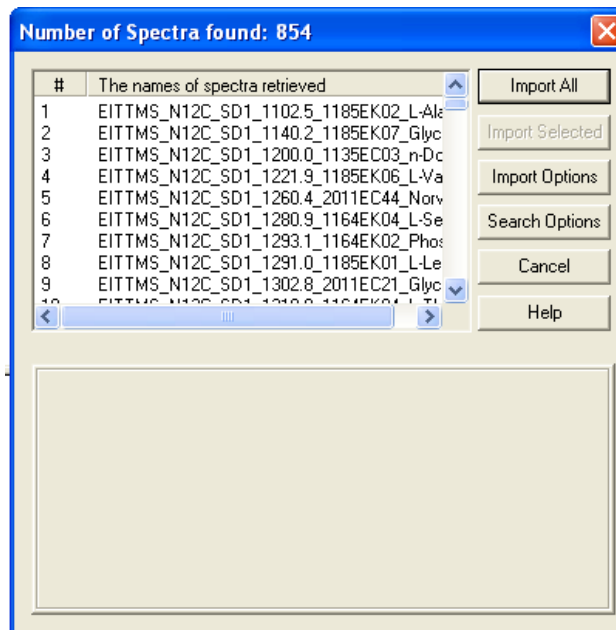 Number of Spectra found: 854
# The names of spectra retrieved
1 EITTMS_N12C_SD1_1102.5_1185EK02_L-Ala
2 EITTMS_N12C_SD1_1140.2_1185EK07_Glyc
3 EITTMS_N12C_SD1_1200.0_1135EC03_n-Do
4 EITTMS_N12C_SD1_1221.9_1185EK06_L-Va
5 EITTMS_N12C_SD1_1260.4_2011EC44_Norv
6 EITTMS_N12C_SD1_1280.9_1164EK04_L-Se
7 EITTMS_N12C_SD1_1293.1_1164EK02_Phos
8 EITTMS_N12C_SD1_1291.0_1185EK01_L-Le
9 EITTMS_N12C_SD1_1302.8_2011EC21_Glyc
Import All
Import Selected
Import Options
Search Options
Cancel
Help